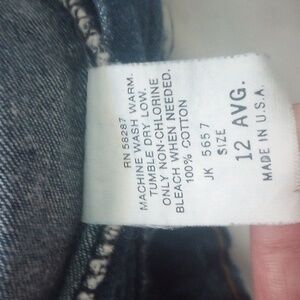 RN 58287
MACHINE WASH WARM.
TUMBLE DRY LOW.
ONLY NON-CHLORINE
BLEACH WHEN NEEDED.
100% COTTON
JK 5657
SIZE
12 AVG.
MADE IN U.S.A.